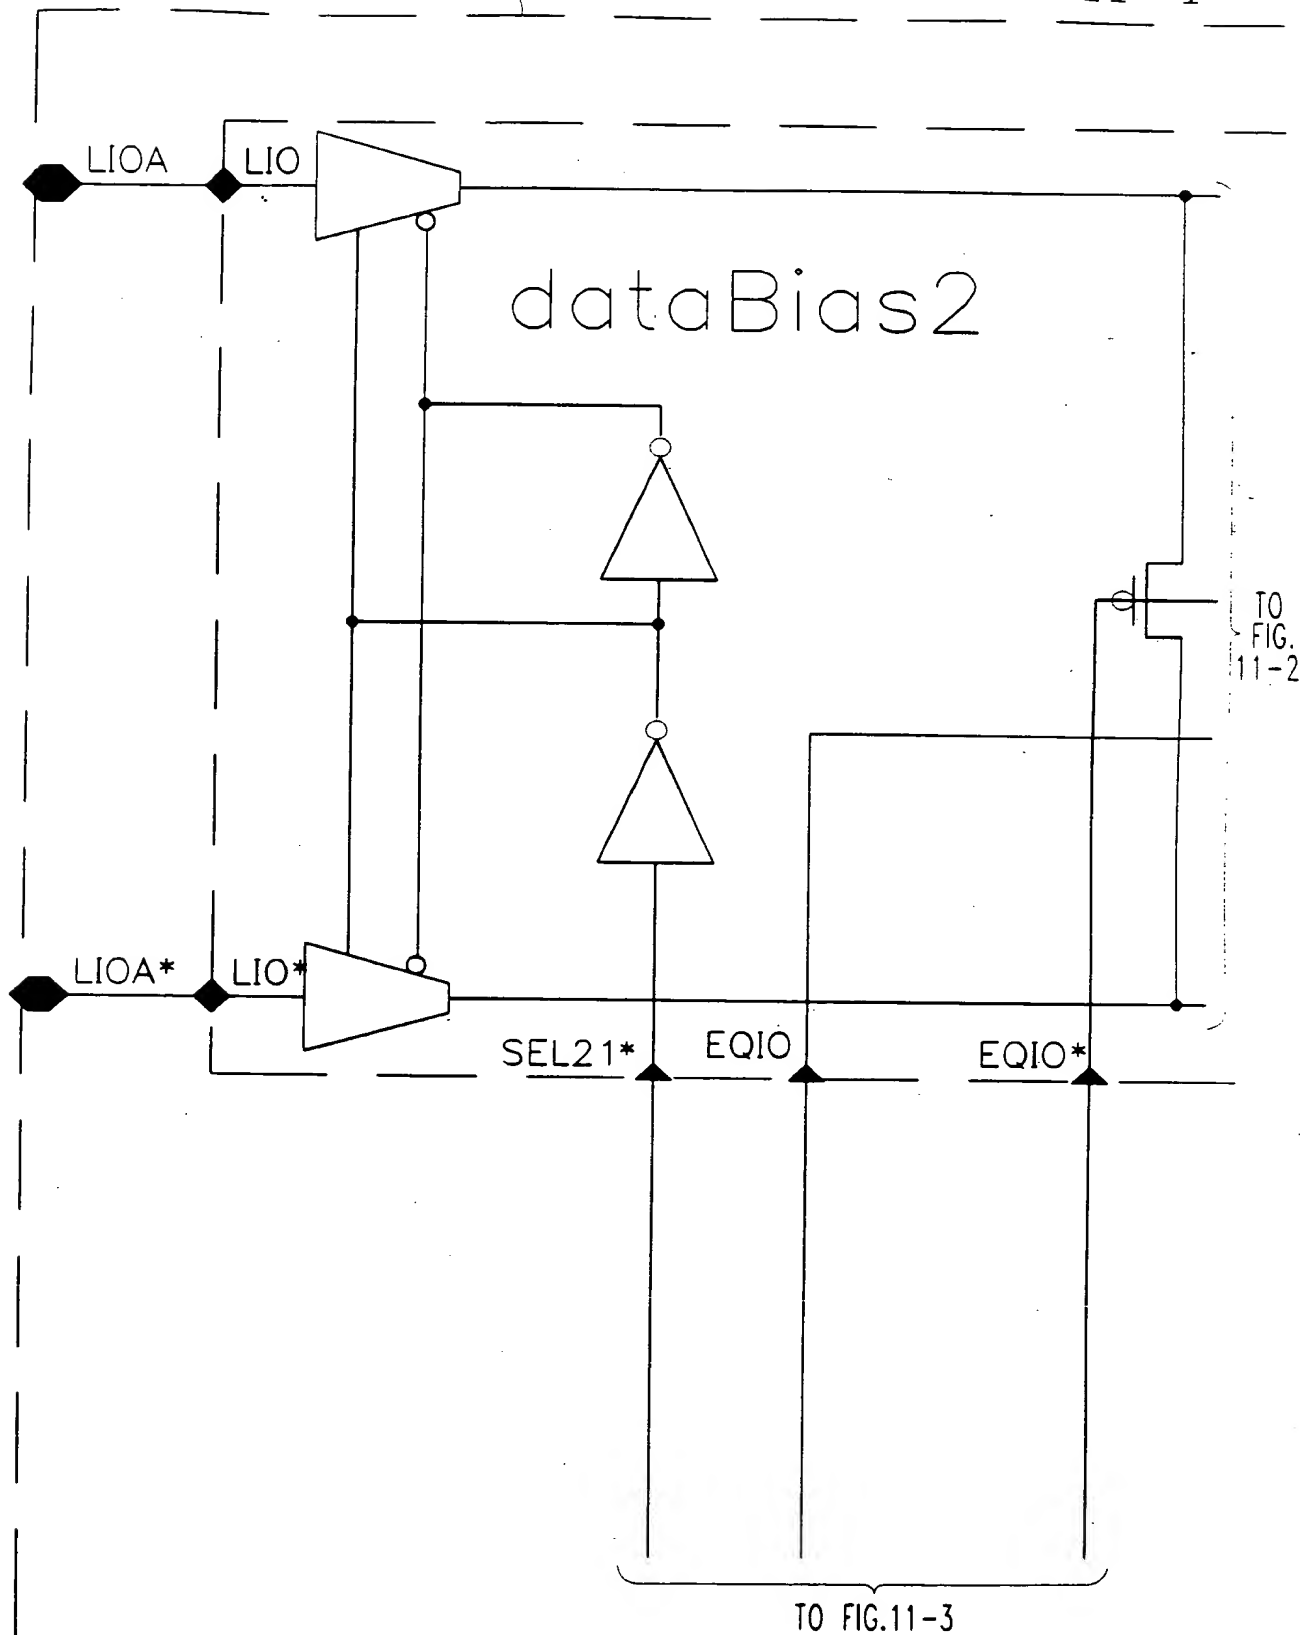 LIOA
LIO
dataBias2
TO
FIG.
11-2
LIOA*
LIO*
SEL21*
EQIO
EQIO*
TO FIG.11-3